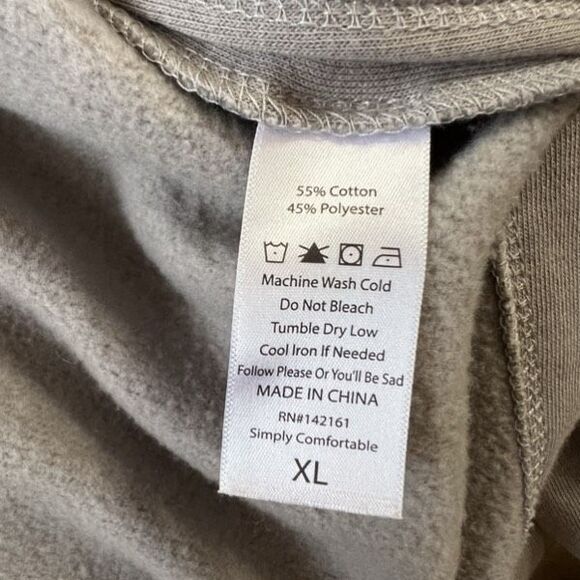 55% Cotton
45% Polyester
Machine Wash Cold
Do Not Bleach
Tumble Dry Low
Cool Iron If Needed
Follow Please Or You'll Be Sad
MADE IN CHINA
RN#142161
Simply Comfortable
XL